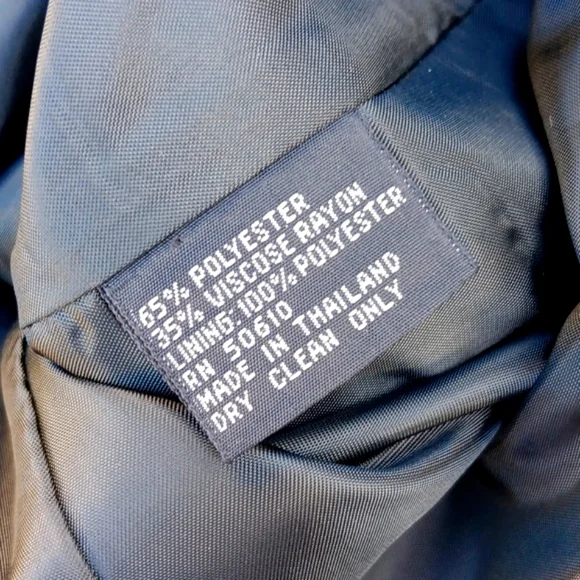 65% POLYESTER
35% VISCOSE RAYON
LINING:100% POLYESTER
RN 50610
MADE IN THAILAND
DRY CLEAN ONLY